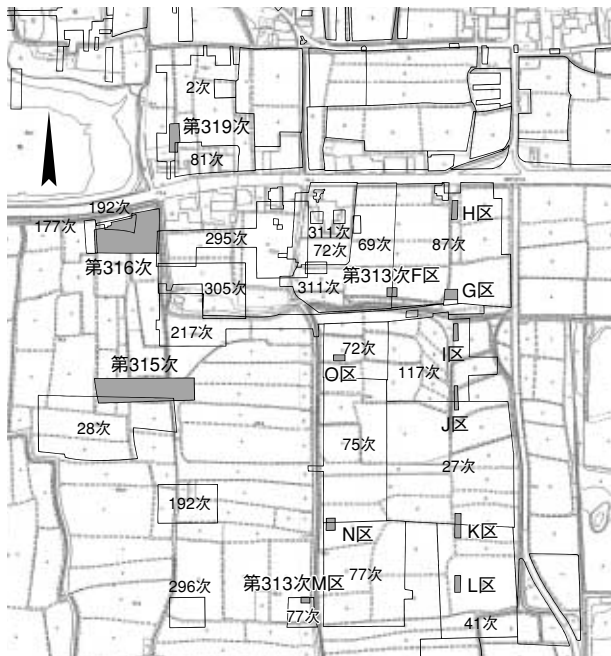 2次
第319次
81次
192次
177次
第316次
295次
305次
217次
311次
72次
69次
87次
H区
第313次F区
311次
G区
第315次
72次
O区
117次
I区
J区
28次
75次
27次
192次
N区
K区
296次
第313次M区
77次
77次
L区
41次